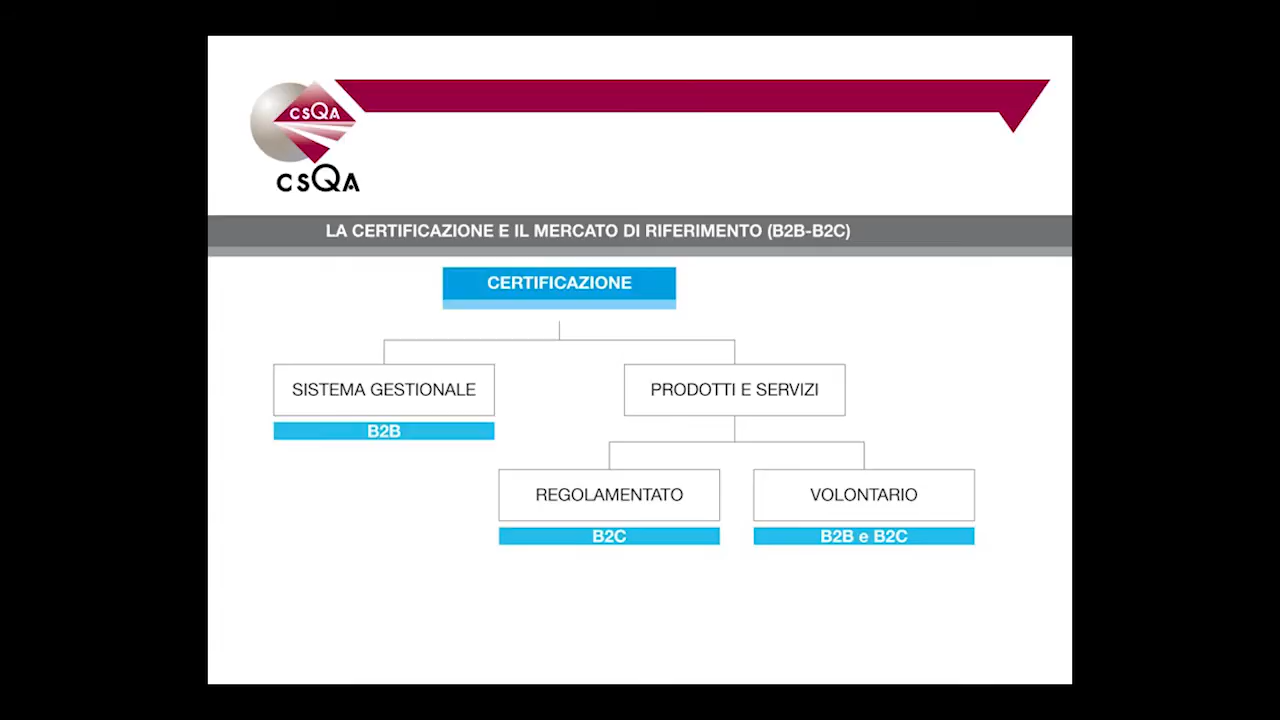 CSQA
CSQA
LA CERTIFICAZIONE E IL MERCATO DI RIFERIMENTO (B2B-B2C)
CERTIFICAZIONE
SISTEMA GESTIONALE
PRODOTTI E SERVIZI
B2B
REGOLAMENTATO
VOLONTARIO
B2C
B2B e B2C